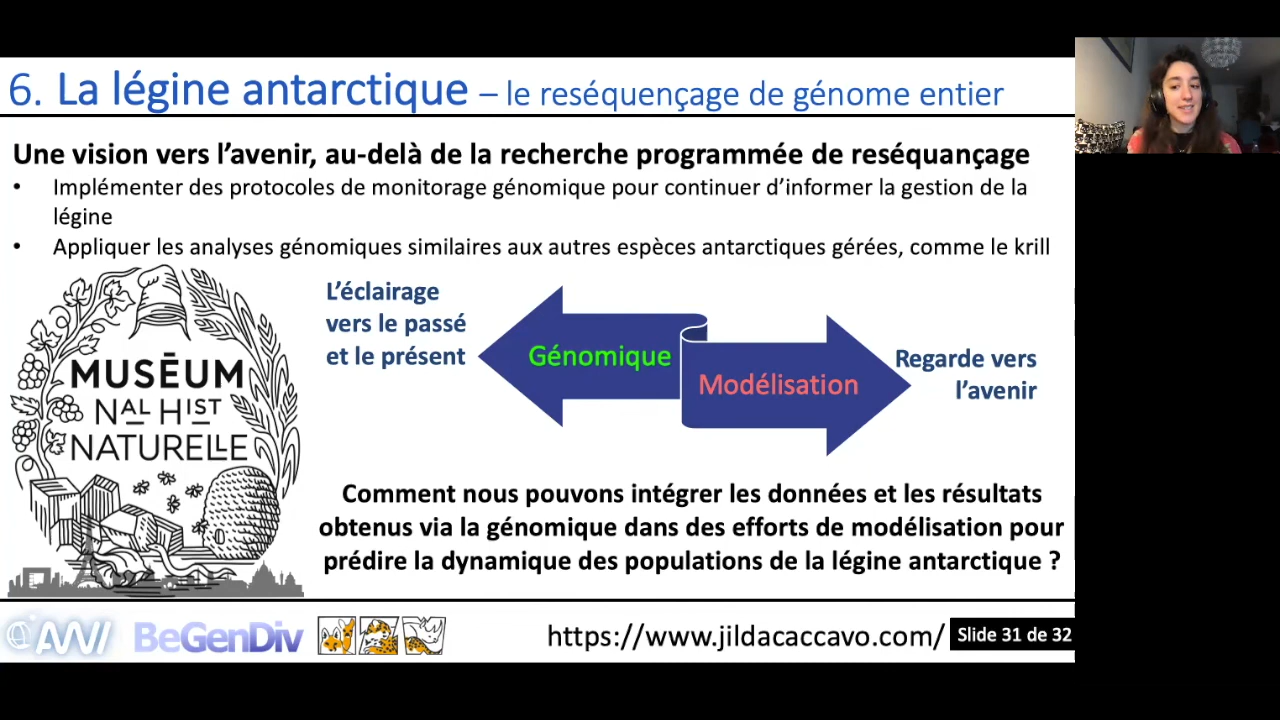 6. La légine antarctique – le reséquençage de génome entier
Une vision vers l’avenir, au-delà de la recherche programmée de reséquançage
• Implémenter des protocoles de monitorage génomique pour continuer d’informer la gestion de la
légine
• Appliquer les analyses génomiques similaires aux autres espèces antarctiques gérées, comme le krill
MUSÉUM
NAL HIST
NATURELLE
L’éclairage
vers le passé
et le présent
Génomique
Modélisation
Regarde vers
l’avenir
Comment nous pouvons intégrer les données et les résultats
obtenus via la génomique dans des efforts de modélisation pour
prédire la dynamique des populations de la légine antarctique ?
AWI
BeGenDiv
https://www.jildacaccavo.com/
Slide 31 de 32